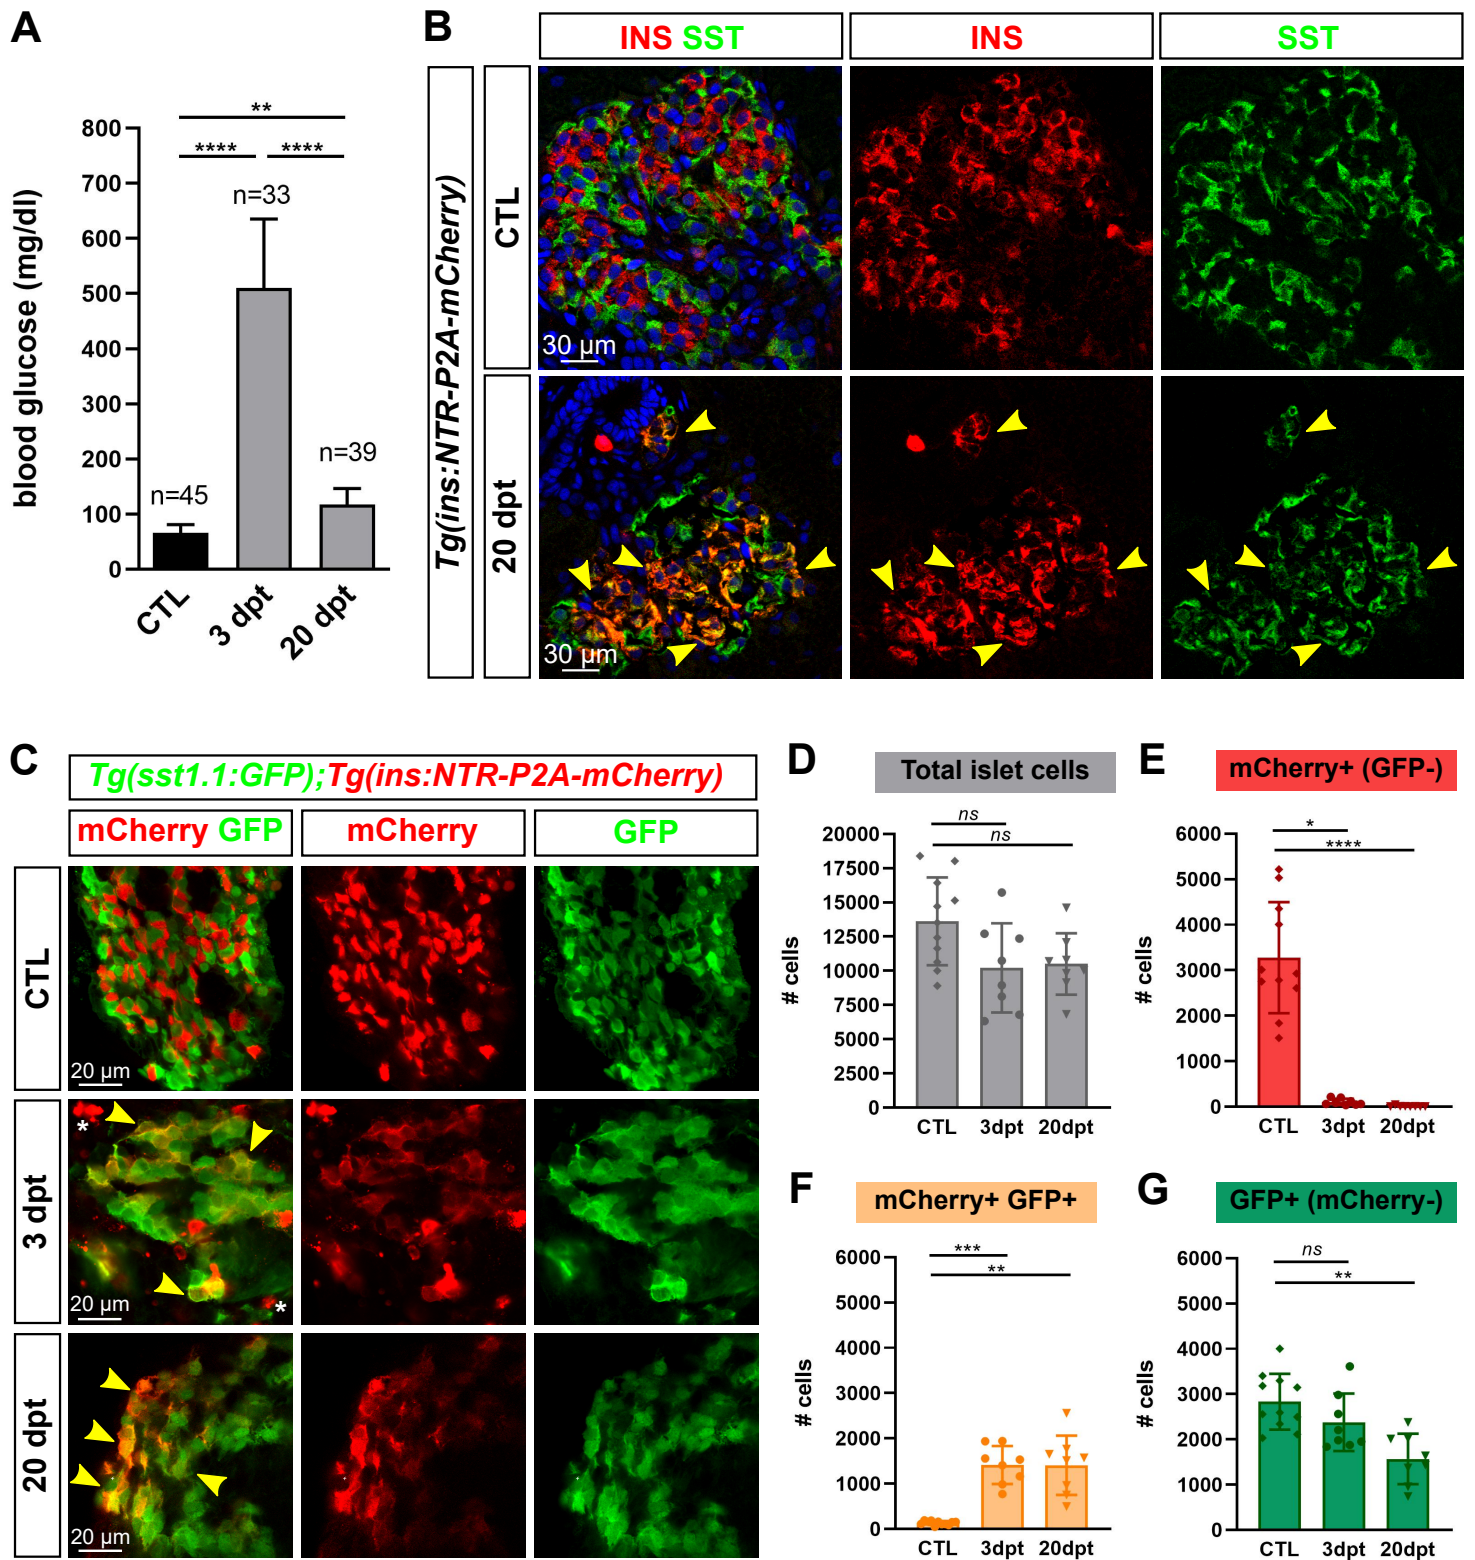 A
**
**** ****
800
700
600
500
400
300
200
100
0
blood glucose (mg/dl)
n=45
n=33
n=39
CTL
3 dpt
20 dpt
B
INS SST
INS
SST
Tg(ins:NTR-P2A-mCherry)
CTL
30 µm
20 dpt
30 µm
C
Tg(sst1.1:GFP);Tg(ins:NTR-P2A-mCherry)
mCherry GFP
mCherry
GFP
CTL
20 µm
3 dpt
*
*
20 µm
20 dpt
20 µm
D
Total islet cells
ns
ns
20000
17500
15000
12500
10000
7500
5000
2500
0
# cells
CTL 3dpt 20dpt
E
mCherry+ (GFP-)
*
****
6000
5000
4000
3000
2000
1000
0
# cells
CTL 3dpt 20dpt
F
mCherry+ GFP+
***
**
6000
5000
4000
3000
2000
1000
0
# cells
CTL 3dpt 20dpt
G
GFP+ (mCherry-)
ns
**
6000
5000
4000
3000
2000
1000
0
# cells
CTL 3dpt 20dpt